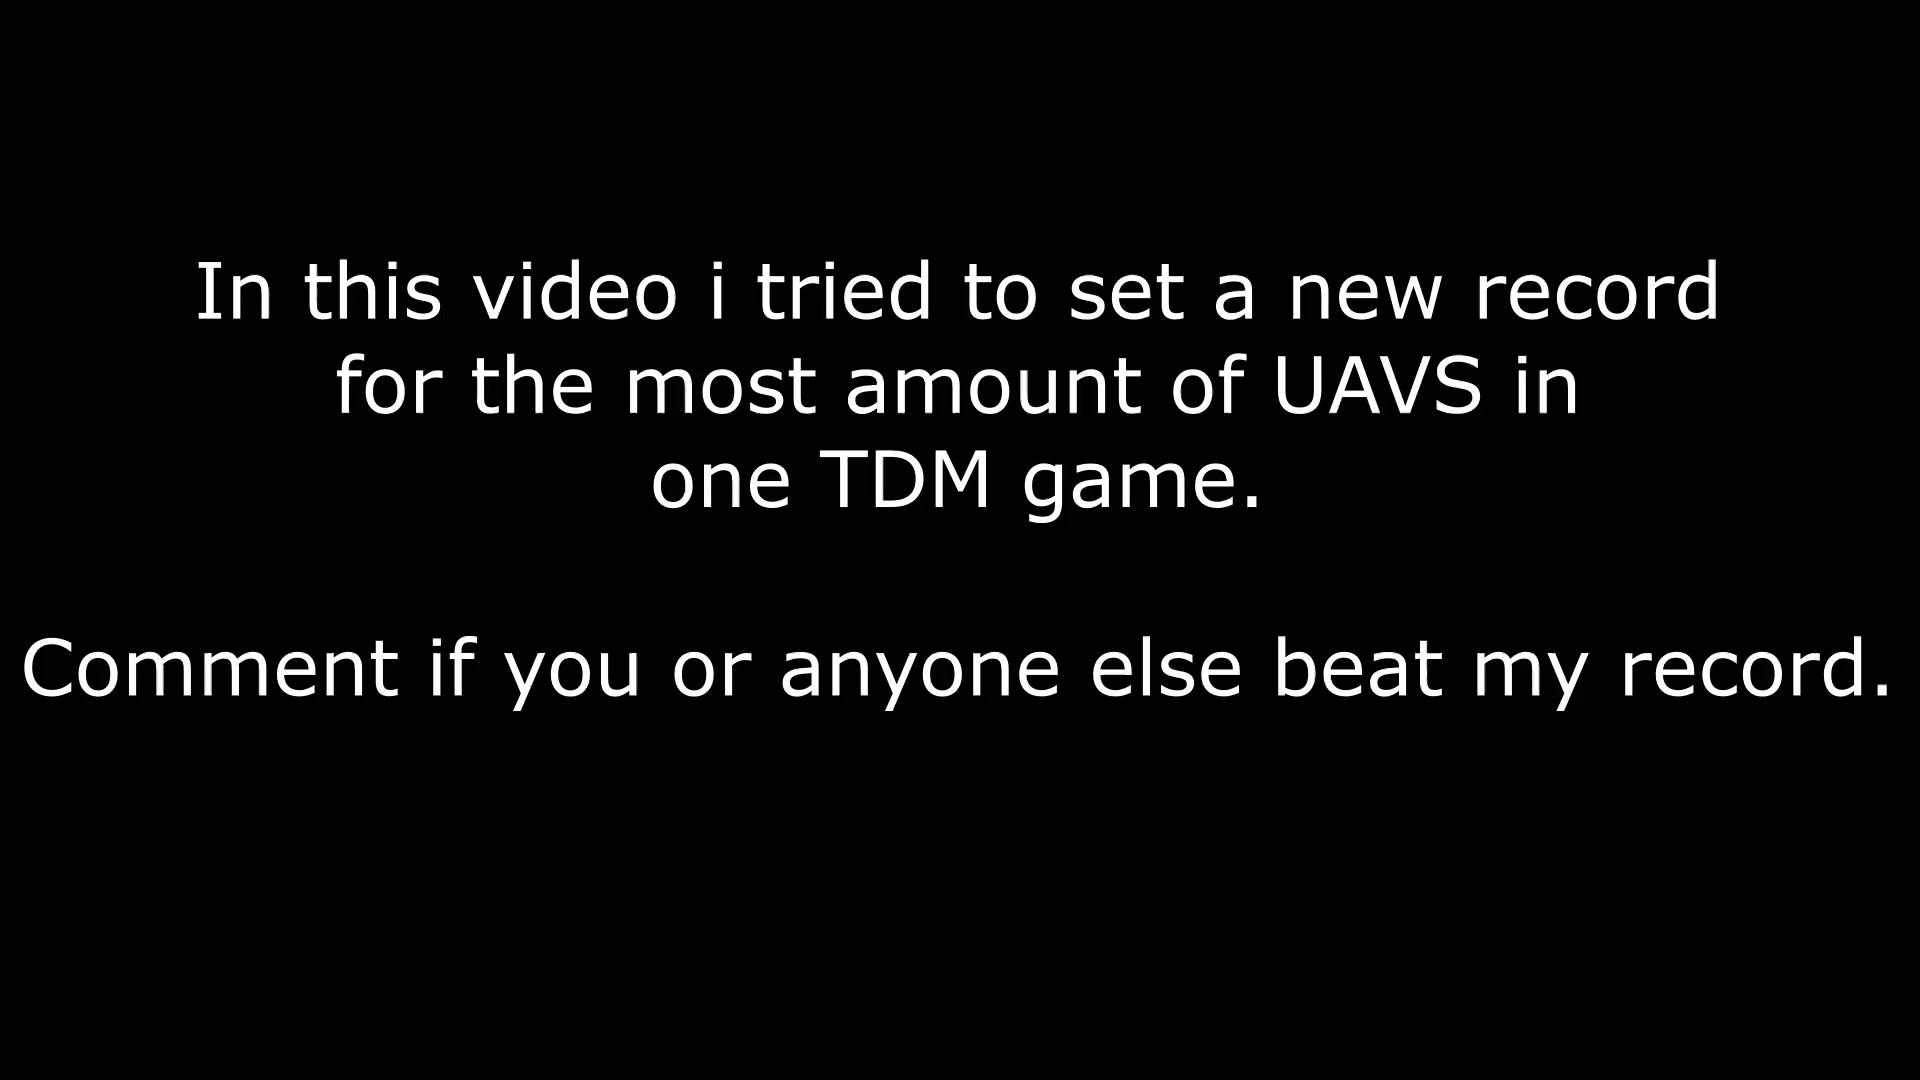 In this video i tried to set a new record
for the most amount of UAVS in
one TDM game.
Comment if you or anyone else beat my record.